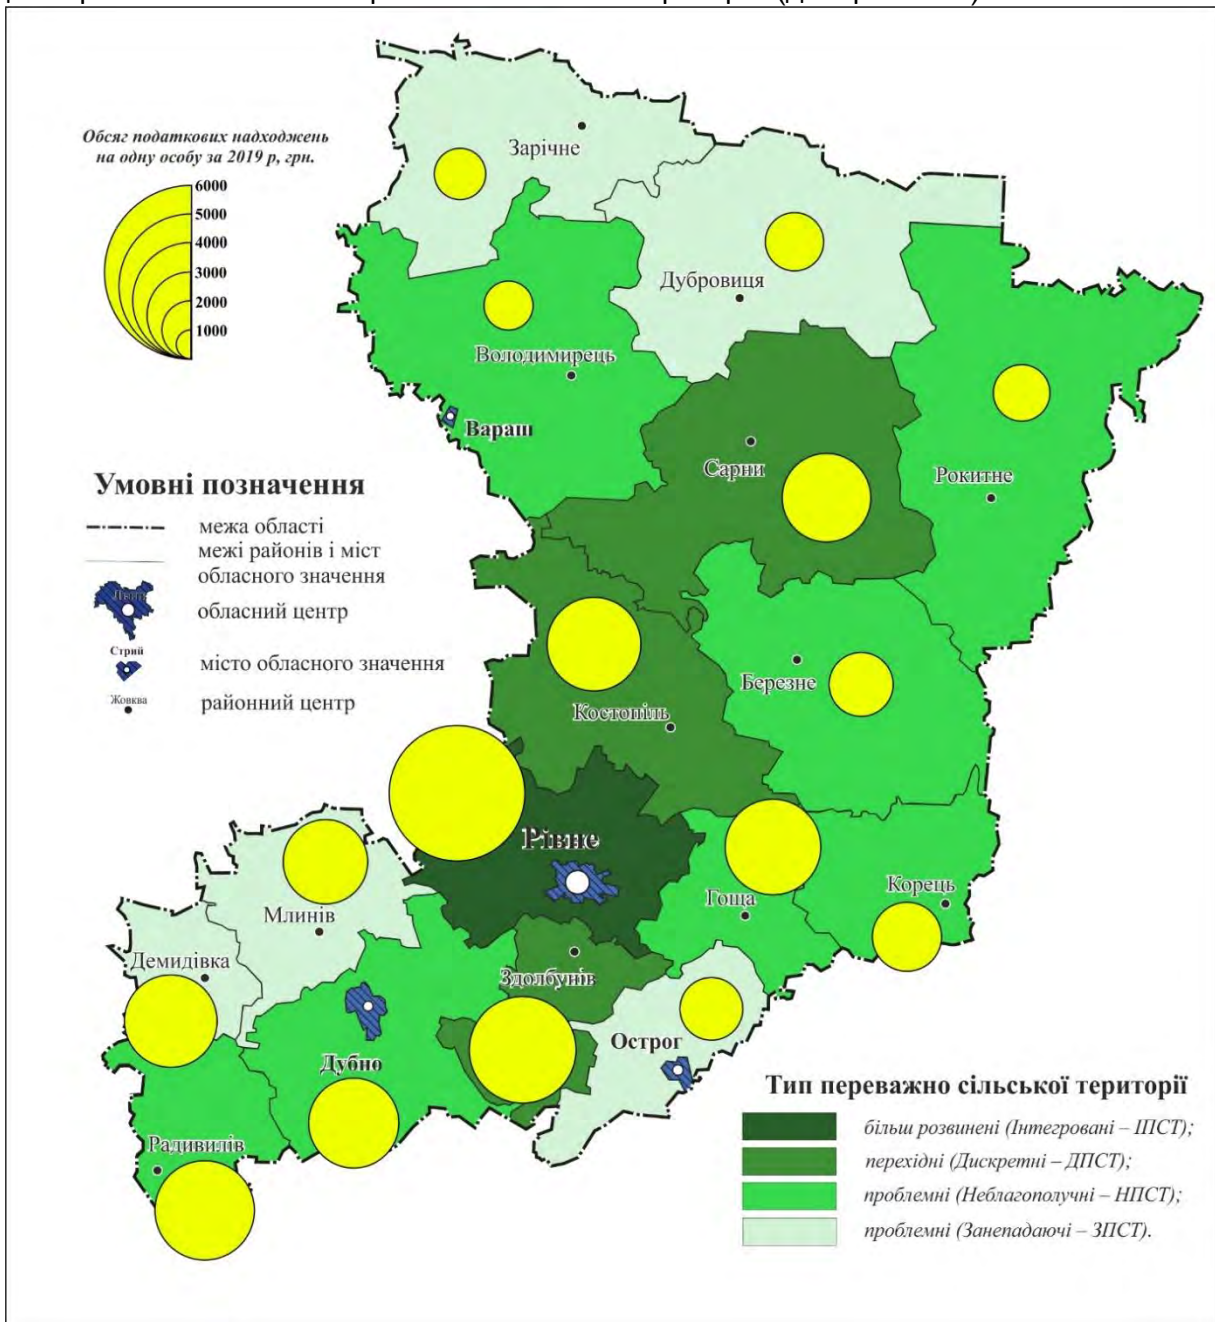 Обсяг податкових надходжень
на одну особу за 2019 р, грн.
6000
5000
4000
3000
2000
1000
Зарічне
Дубровиця
Володимирець
Вараш
Сарни
Рокитне
Умовні позначення
межа області
межі районів і міст
обласного значення
обласний центр
Стрий
місто обласного значення
Жовква
районний центр
Костопіль
Березне
Рівне
Млинів
Гоща
Корець
Демидівка
Здолбунів
Острог
Дубно
Радивилів
Тип переважно сільської території
більш розвинені (Інтегровані – ІПСТ);
перехідні (Дискретні – ДПСТ);
проблемні (Неблагополучні – НПСТ);
проблемні (Занепадаючі – ЗПСТ).